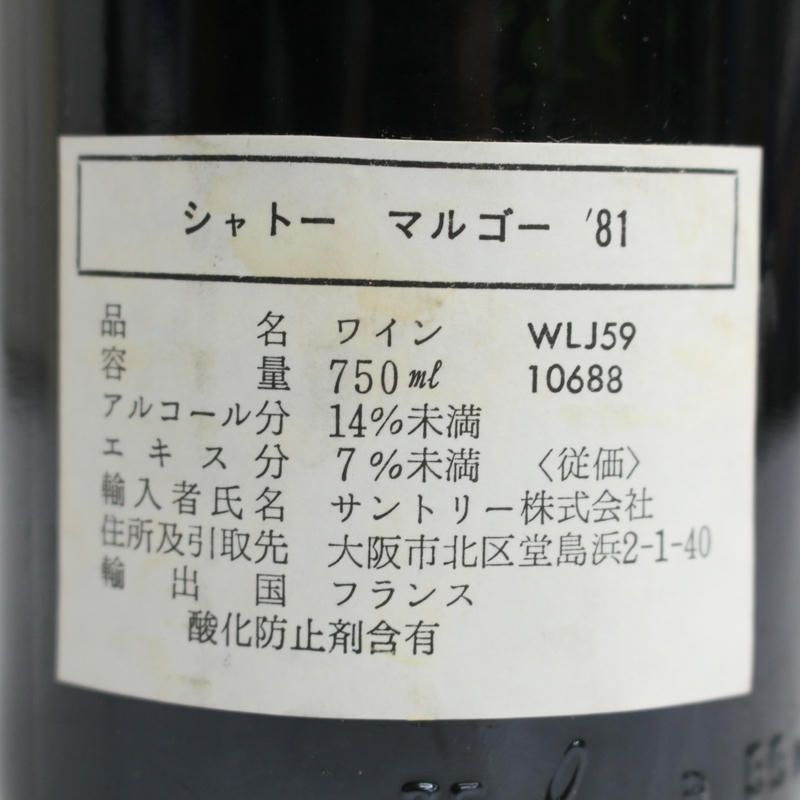 シャトー マルゴー '81
品名 ワイン WLJ59
容量 750ml 10688
アルコール分 14%未満
エキス分 7%未満 〈従価〉
輸入者氏名 サントリー株式会社
住所及引取先 大阪市北区堂島浜2-1-40
輸出国 フランス
酸化防止剤含有